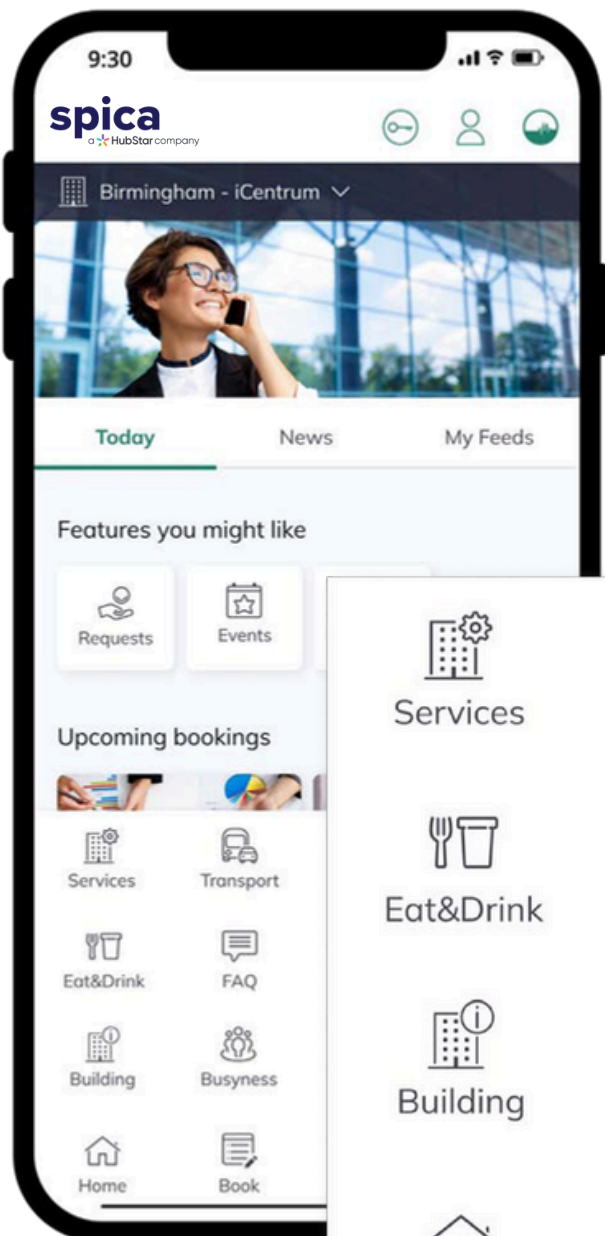 9:30
spica
a HubStar company
Birmingham - iCentrum
Today News My Feeds
Features you might like
Requests Events
Upcoming bookings
Services Transport
Eat&Drink FAQ
Building Busyness
Home Book
Services
Eat&Drink
Building